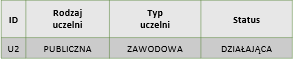 ID Rodzaj uczelni Typ uczelni Status
U2 PUBLICZNA ZAWODOWA DZIAŁAJĄCA